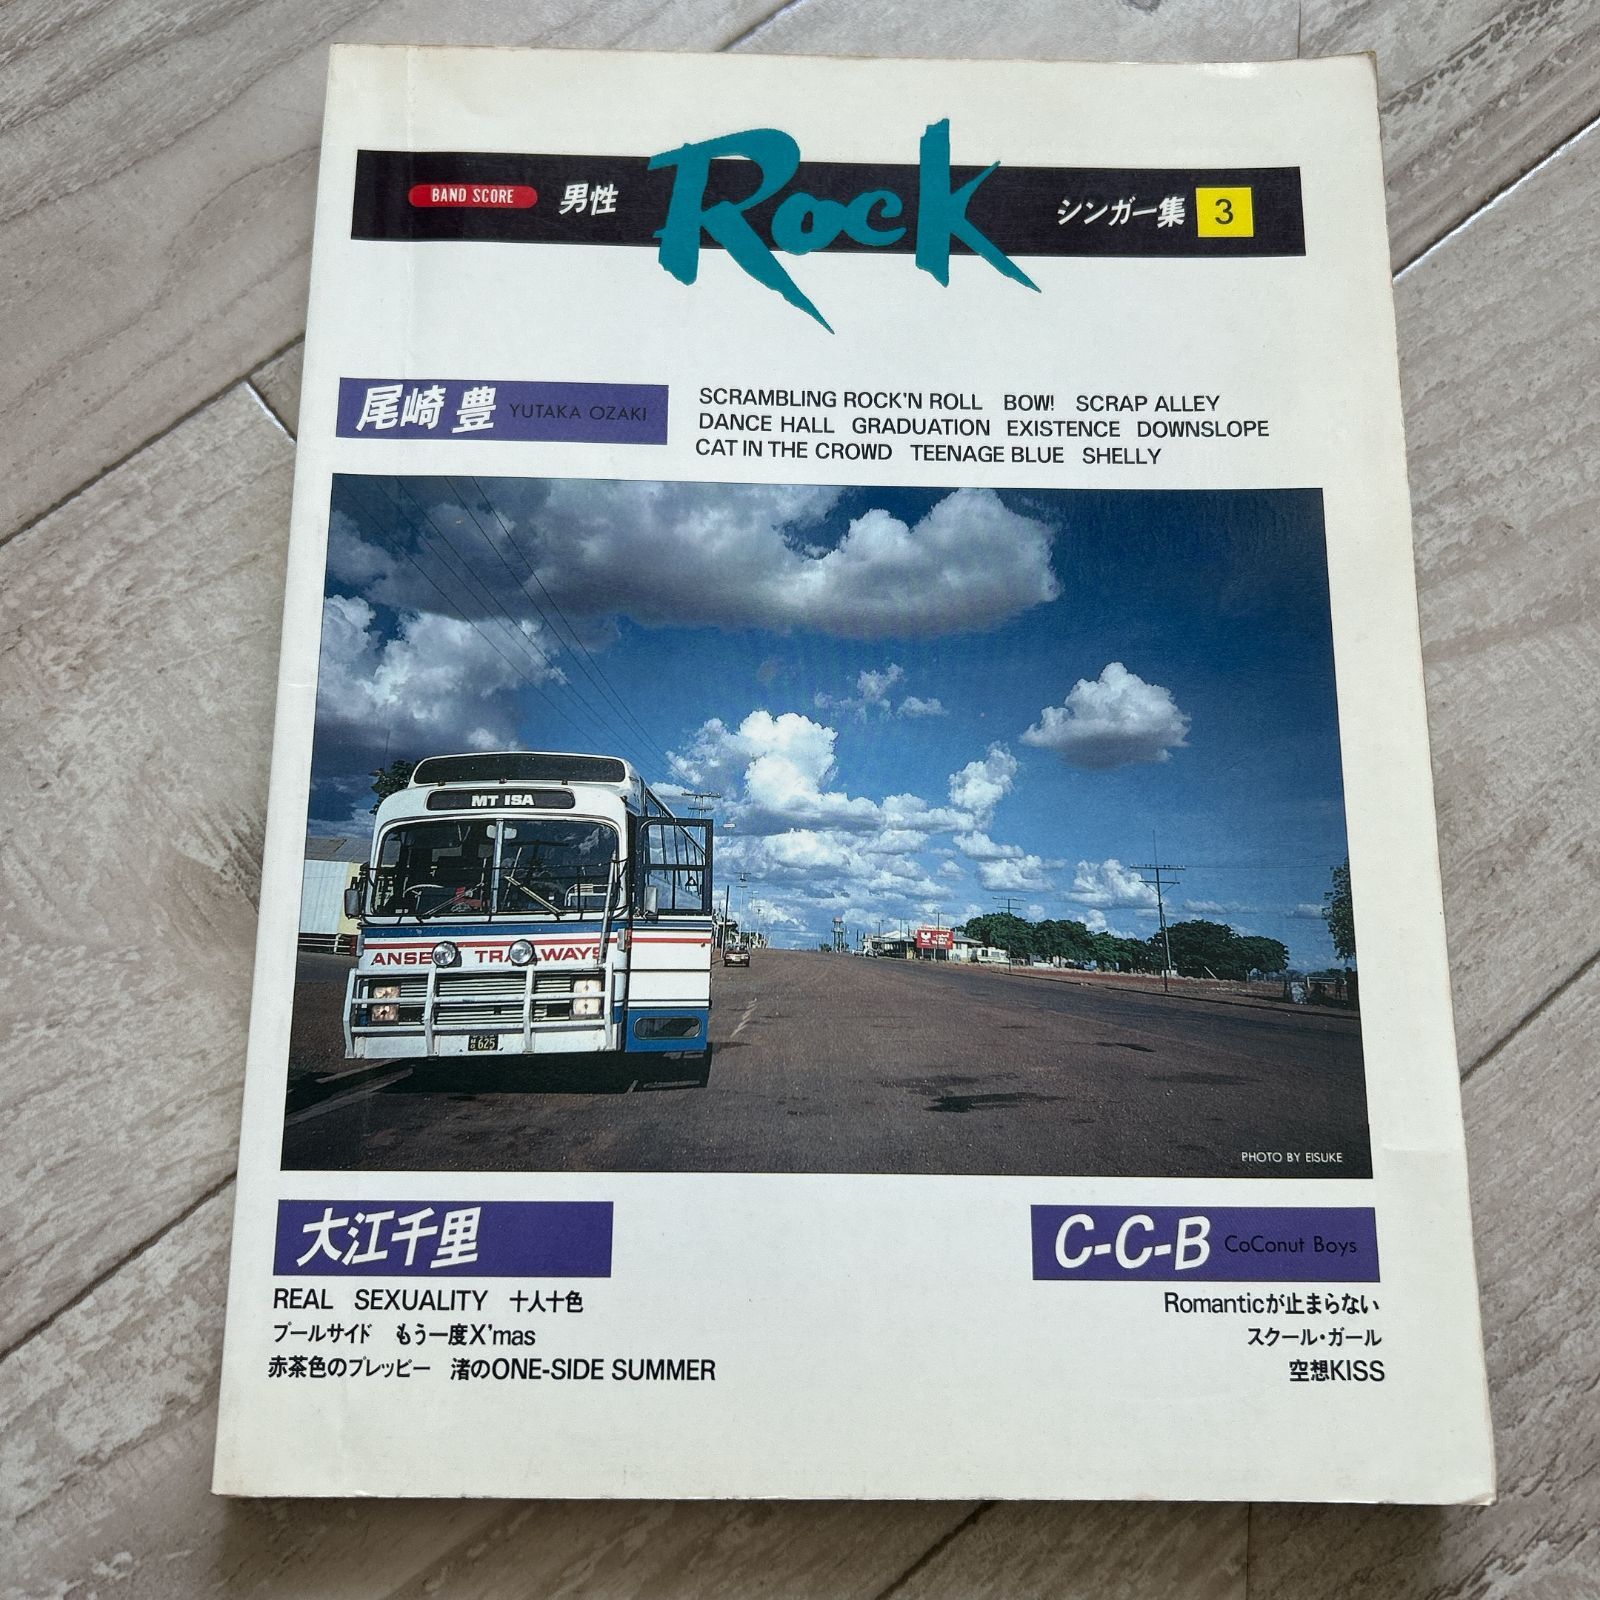 BAND SCORE 男性 Rock シンガー集 3
尾崎 豊 YUTAKA OZAKI
SCRAMBLING ROCK'N ROLL BOW! SCRAP ALLEY
DANCE HALL GRADUATION EXISTENCE DOWNSLOPE
CAT IN THE CROWD TEENAGE BLUE SHELLY
MT ISA
625
PHOTO BY EISUKE
大江千里
REAL SEXUALITY 十人十色
プールサイド もう一度X'mas
赤茶色のプレッピー 渚のONE-SIDE SUMMER
C-C-B CoConut Boys
Romanticが止まらない
スクール・ガール
空想KISS